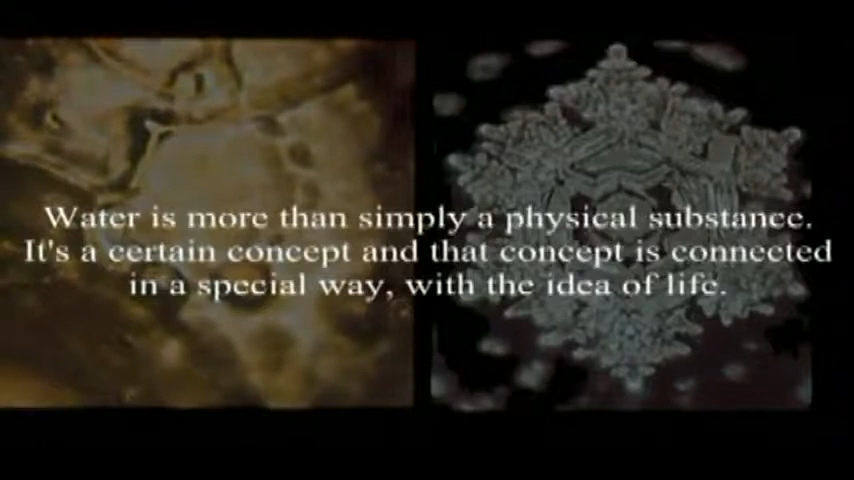 Water is more than simply a physical substance.
It's a certain concept and that concept is connected
in a special way, with the idea of life.